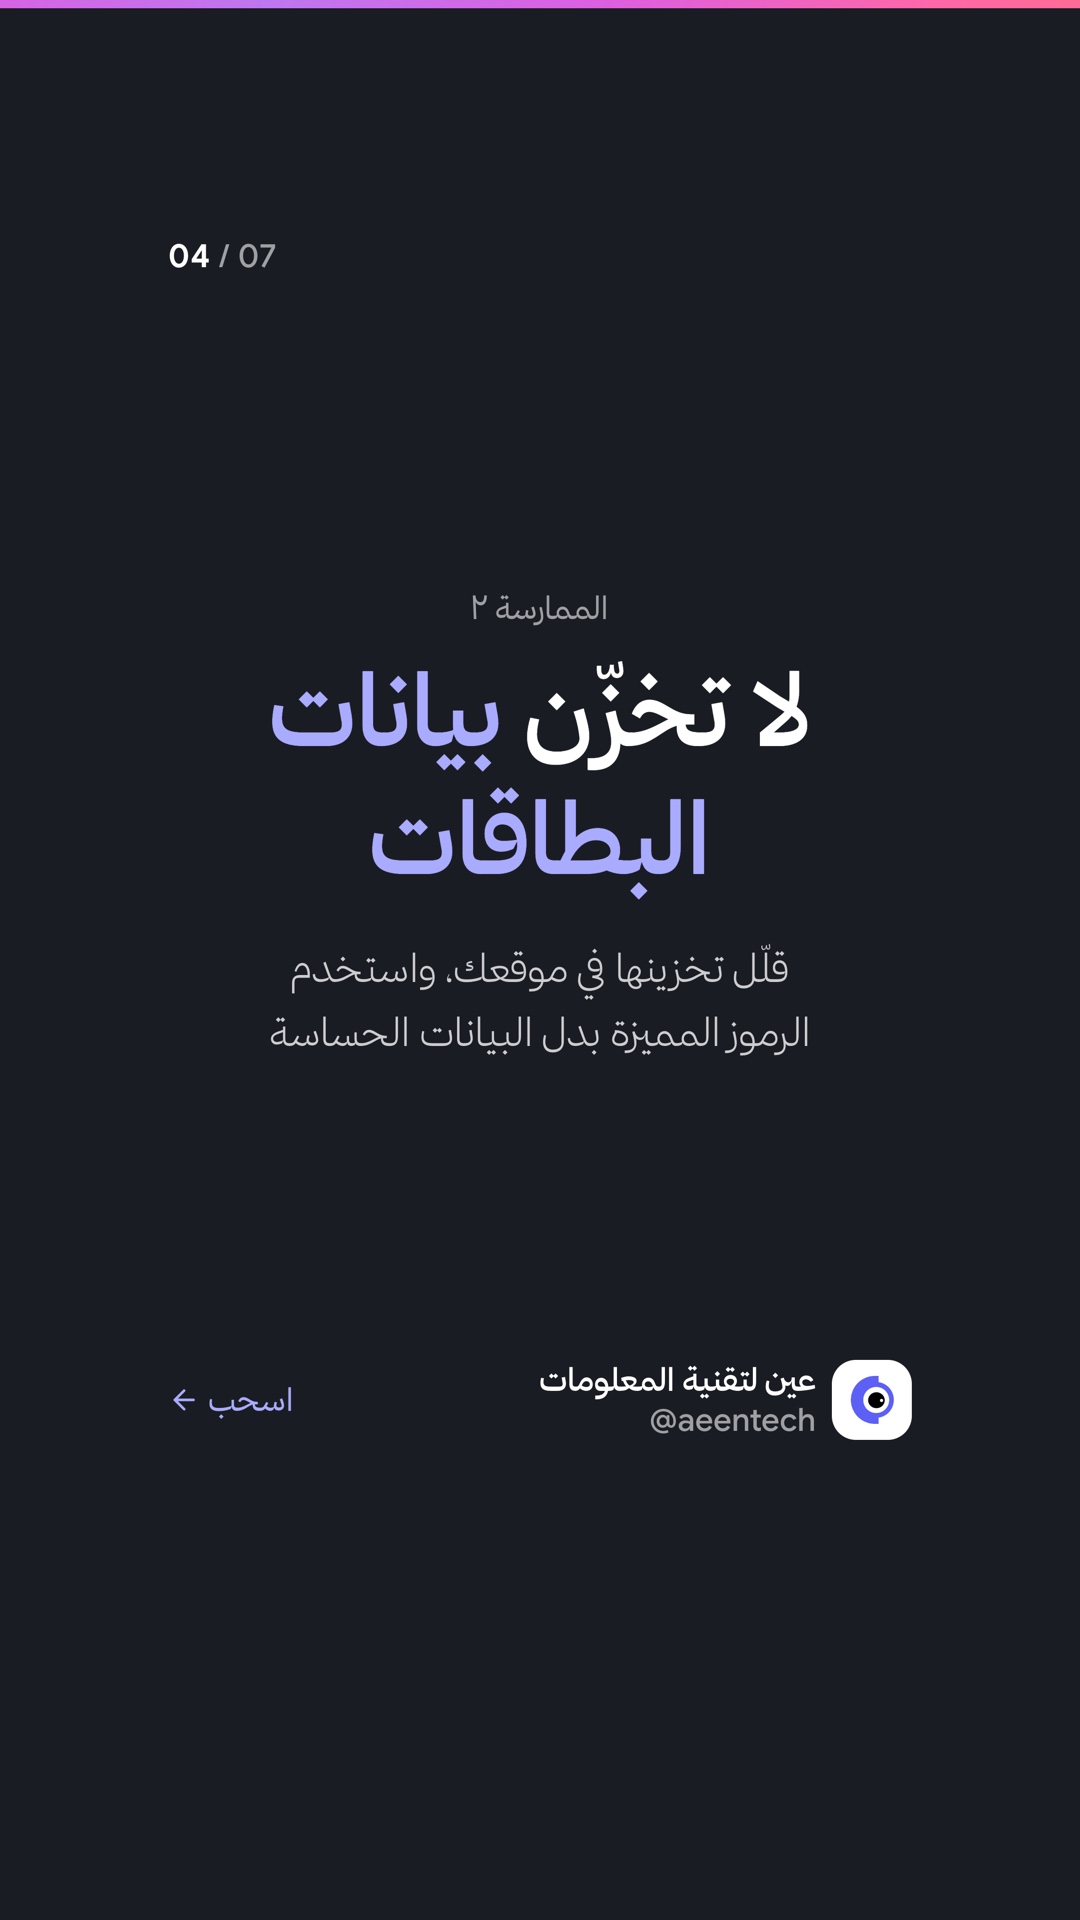 04 / 07
الممارسة ٢
لا تخزّن بيانات
البطاقات
قلّل تخزينها في موقعك، واستخدم
الرموز المميزة بدل البيانات الحساسة
عين لتقنية المعلومات
@aeentech
اسحب ←